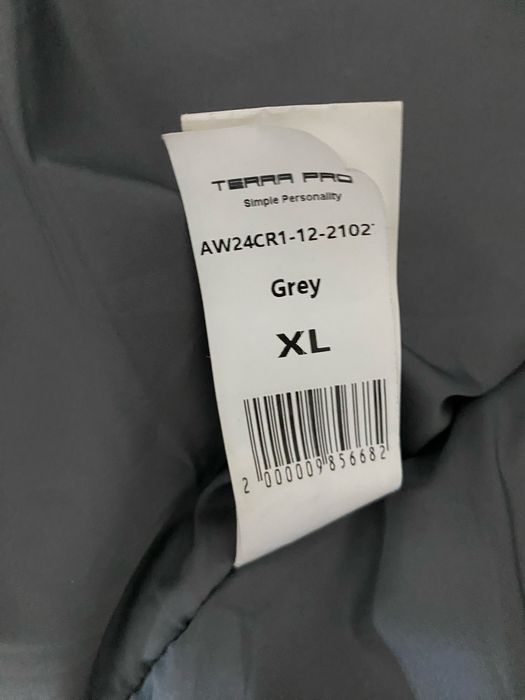 TERRA PRO
Simple Personality
AW24CR1-12-2102
Grey
XL
2 000009 856682